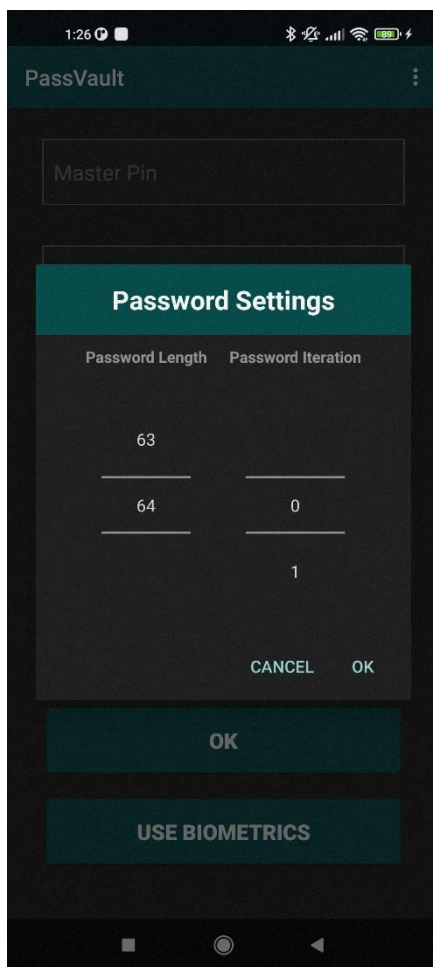 1:26
89
PassVault
Master Pin
Password Settings
Password Length Password Iteration
63
64 0
1
CANCEL OK
OK
USE BIOMETRICS